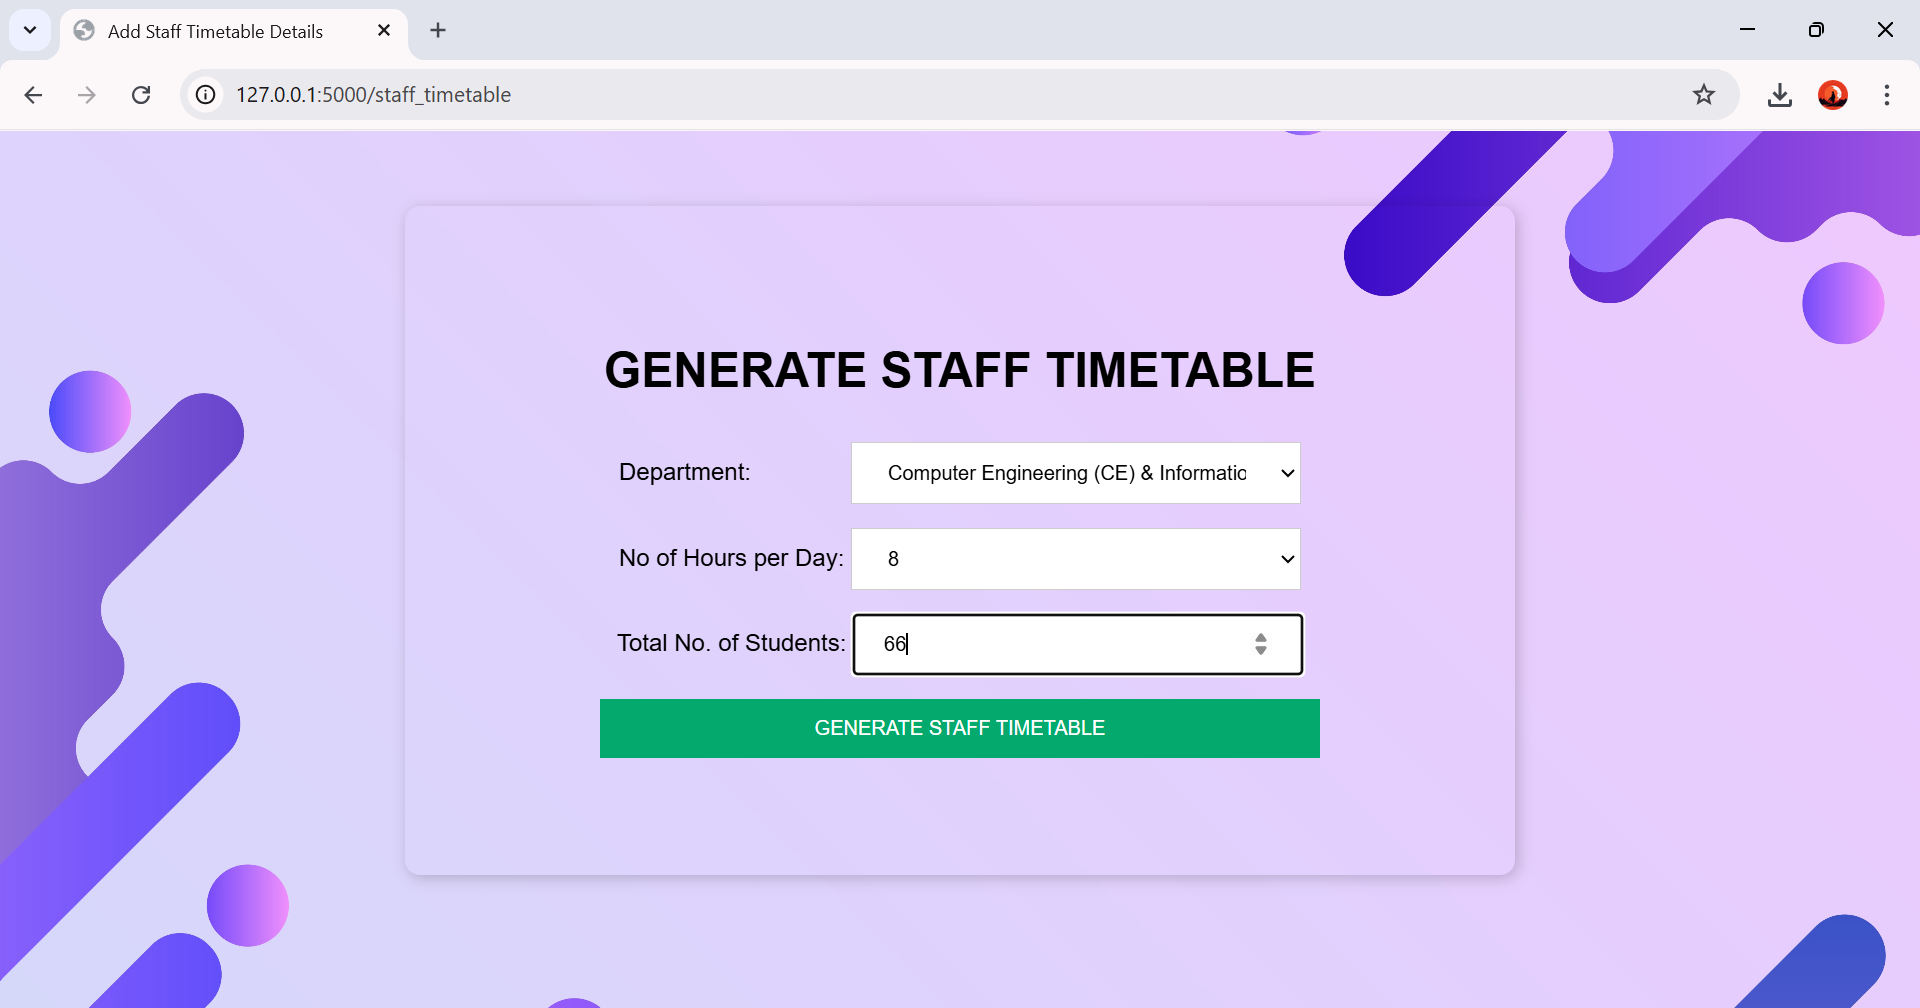 Add Staff Timetable Details
127.0.0.1:5000/staff_timetable
GENERATE STAFF TIMETABLE
Department: Computer Engineering (CE) & Informatio
No of Hours per Day: 8
Total No. of Students: 66
GENERATE STAFF TIMETABLE